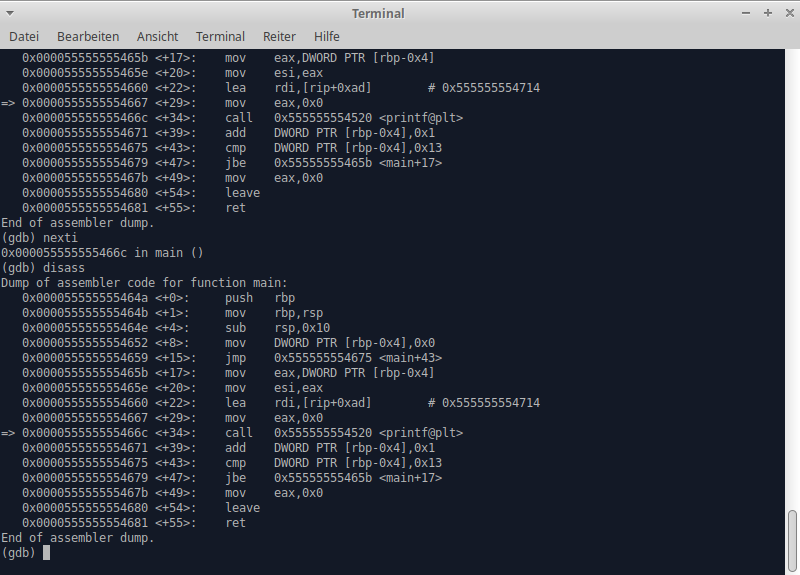 Terminal
Datei Bearbeiten Ansicht Terminal Reiter Hilfe
   0x000055555555465b <+17>:	mov    eax,DWORD PTR [rbp-0x4]
   0x000055555555465e <+20>:	mov    esi,eax
   0x0000555555554660 <+22>:	lea    rdi,[rip+0xad]        # 0x555555554714
=> 0x0000555555554667 <+29>:	mov    eax,0x0
   0x000055555555466c <+34>:	call   0x555555554520 <printf@plt>
   0x0000555555554671 <+39>:	add    DWORD PTR [rbp-0x4],0x1
   0x0000555555554675 <+43>:	cmp    DWORD PTR [rbp-0x4],0x13
   0x0000555555554679 <+47>:	jbe    0x55555555465b <main+17>
   0x000055555555467b <+49>:	mov    eax,0x0
   0x0000555555554680 <+54>:	leave
   0x0000555555554681 <+55>:	ret
End of assembler dump.
(gdb) nexti
0x000055555555466c in main ()
(gdb) disass
Dump of assembler code for function main:
   0x000055555555464a <+0>:	push   rbp
   0x000055555555464b <+1>:	mov    rbp,rsp
   0x000055555555464e <+4>:	sub    rsp,0x10
   0x0000555555554652 <+8>:	mov    DWORD PTR [rbp-0x4],0x0
   0x0000555555554659 <+15>:	jmp    0x555555554675 <main+43>
   0x000055555555465b <+17>:	mov    eax,DWORD PTR [rbp-0x4]
   0x000055555555465e <+20>:	mov    esi,eax
   0x0000555555554660 <+22>:	lea    rdi,[rip+0xad]        # 0x555555554714
   0x0000555555554667 <+29>:	mov    eax,0x0
=> 0x000055555555466c <+34>:	call   0x555555554520 <printf@plt>
   0x0000555555554671 <+39>:	add    DWORD PTR [rbp-0x4],0x1
   0x0000555555554675 <+43>:	cmp    DWORD PTR [rbp-0x4],0x13
   0x0000555555554679 <+47>:	jbe    0x55555555465b <main+17>
   0x000055555555467b <+49>:	mov    eax,0x0
   0x0000555555554680 <+54>:	leave
   0x0000555555554681 <+55>:	ret
End of assembler dump.
(gdb)